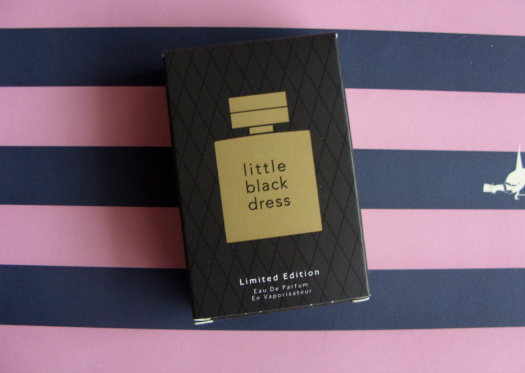 little
black
dress
Limited Edition
Eau De Parfum
En Vaporisateur